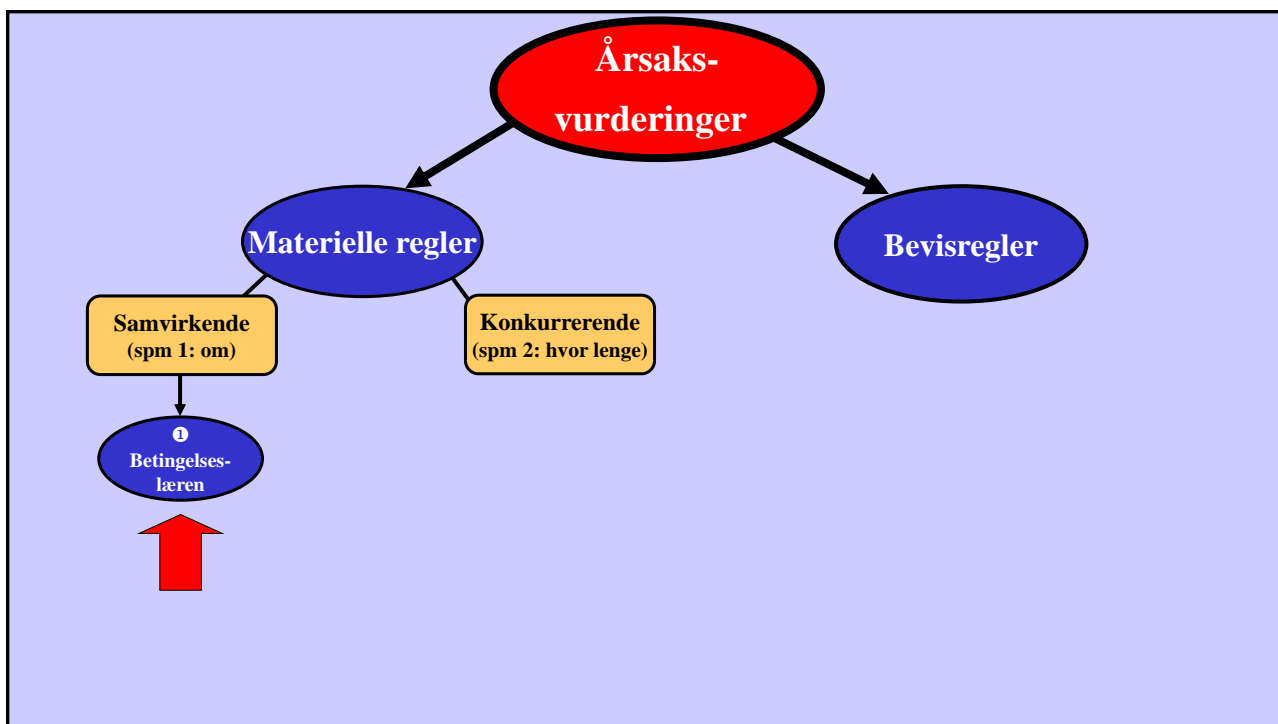 Årsaks-
vurderinger
Materielle regler
Bevisregler
Samvirkende
(spm 1: om)
Konkurrerende
(spm 2: hvor lenge)
❶
Betingelses-
læren